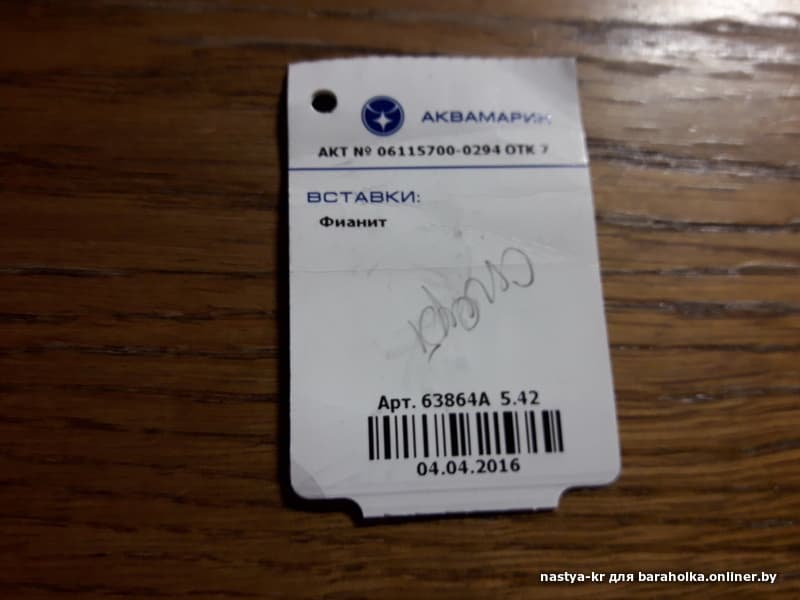 АКВАМАРИН
АКТ № 06115700-0294 ОТК 7
ВСТАВКИ:
Фианит
Арт. 63864А 5.42
04.04.2016
nastya-kr для baraholka.onliner.by